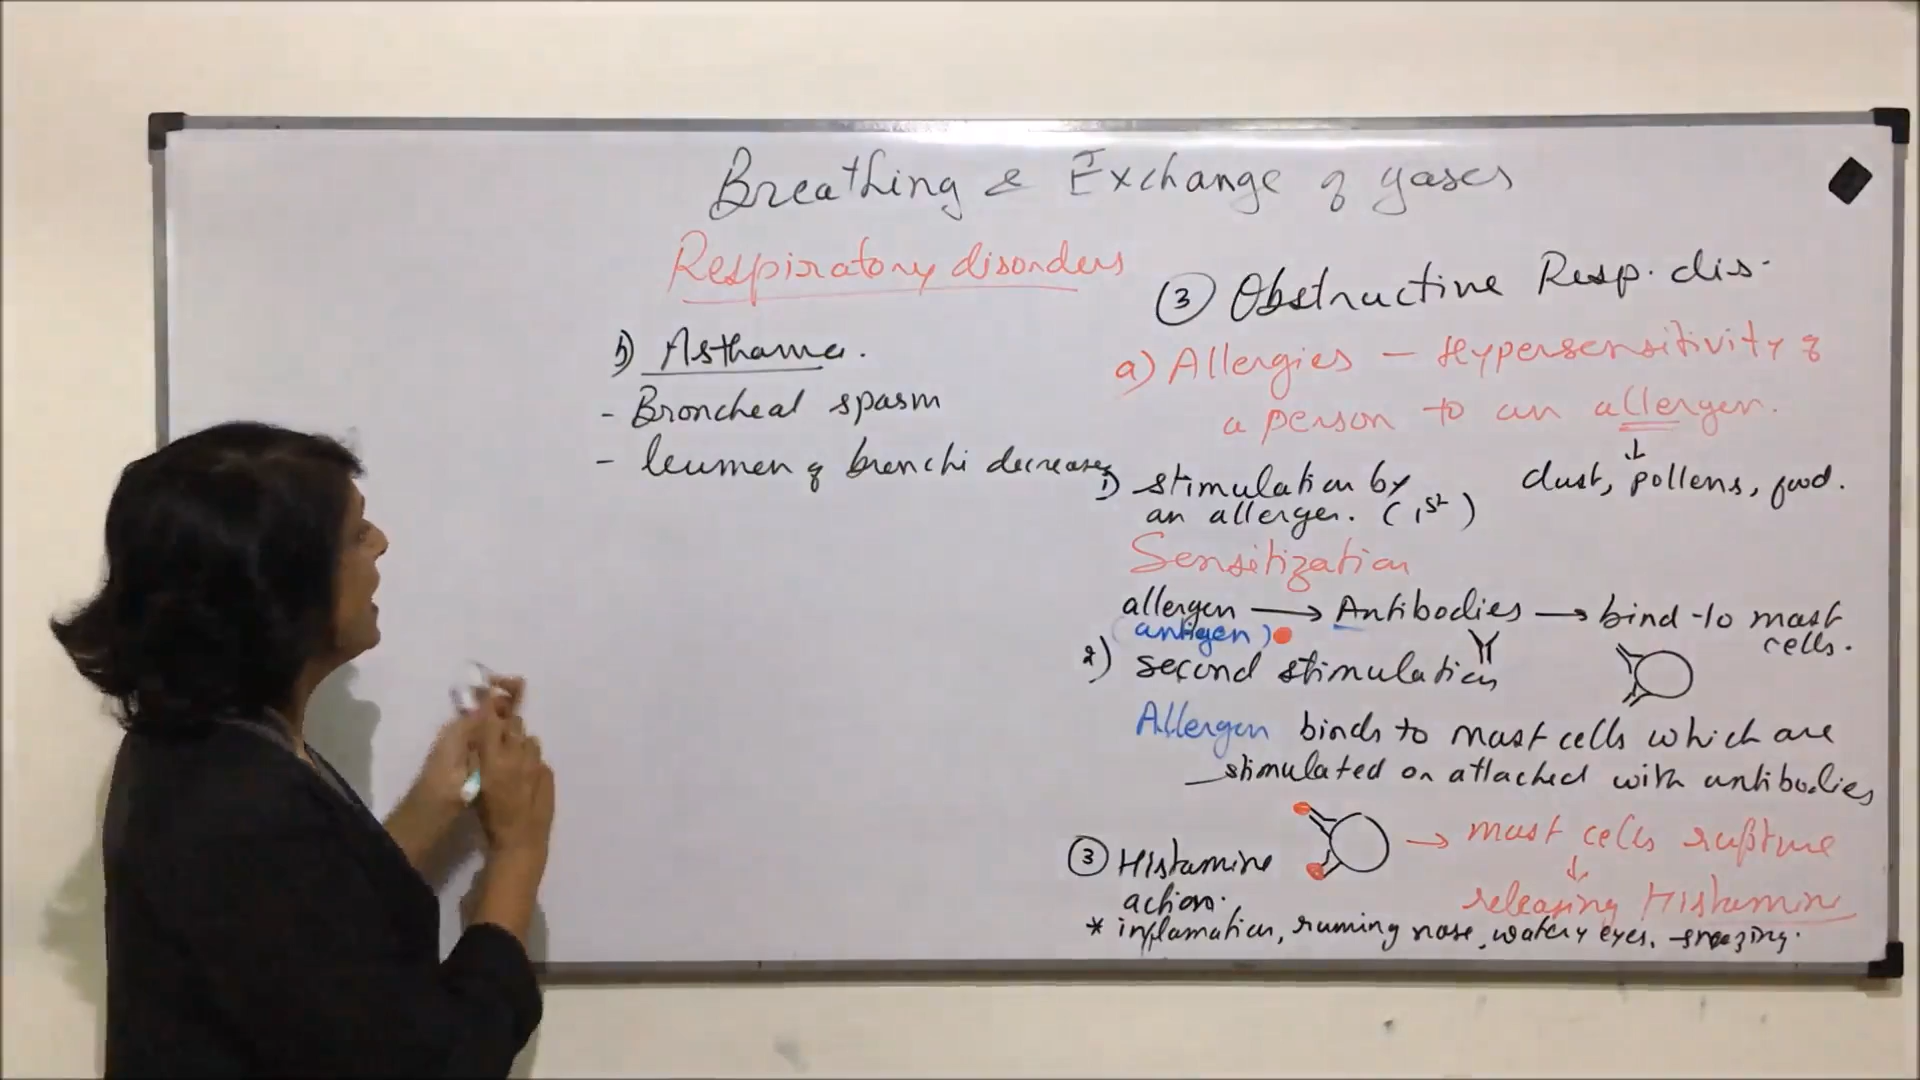 Breathing & Exchange of gases
Respiratory disorders
③ Obstructive Resp. dis.
a) Allergies – Hypersensitivity of
a person to an allergen.
↓
dust, pollens, food.
1) stimulation by
an allergen. (1st)
Sensitization
allergen → Antibodies → bind to mast
cells.
(antigen)
2) second stimulation
Allergen binds to mast cells which are
stimulated or attached with antibodies
→ mast cells rupture
↓
releasing Histamine
③ Histamine
action.
* inflamation, running nose, watery eyes, sneezing.
b) Asthama.
- Broncheal spasm
- leumen of bronchi decreases